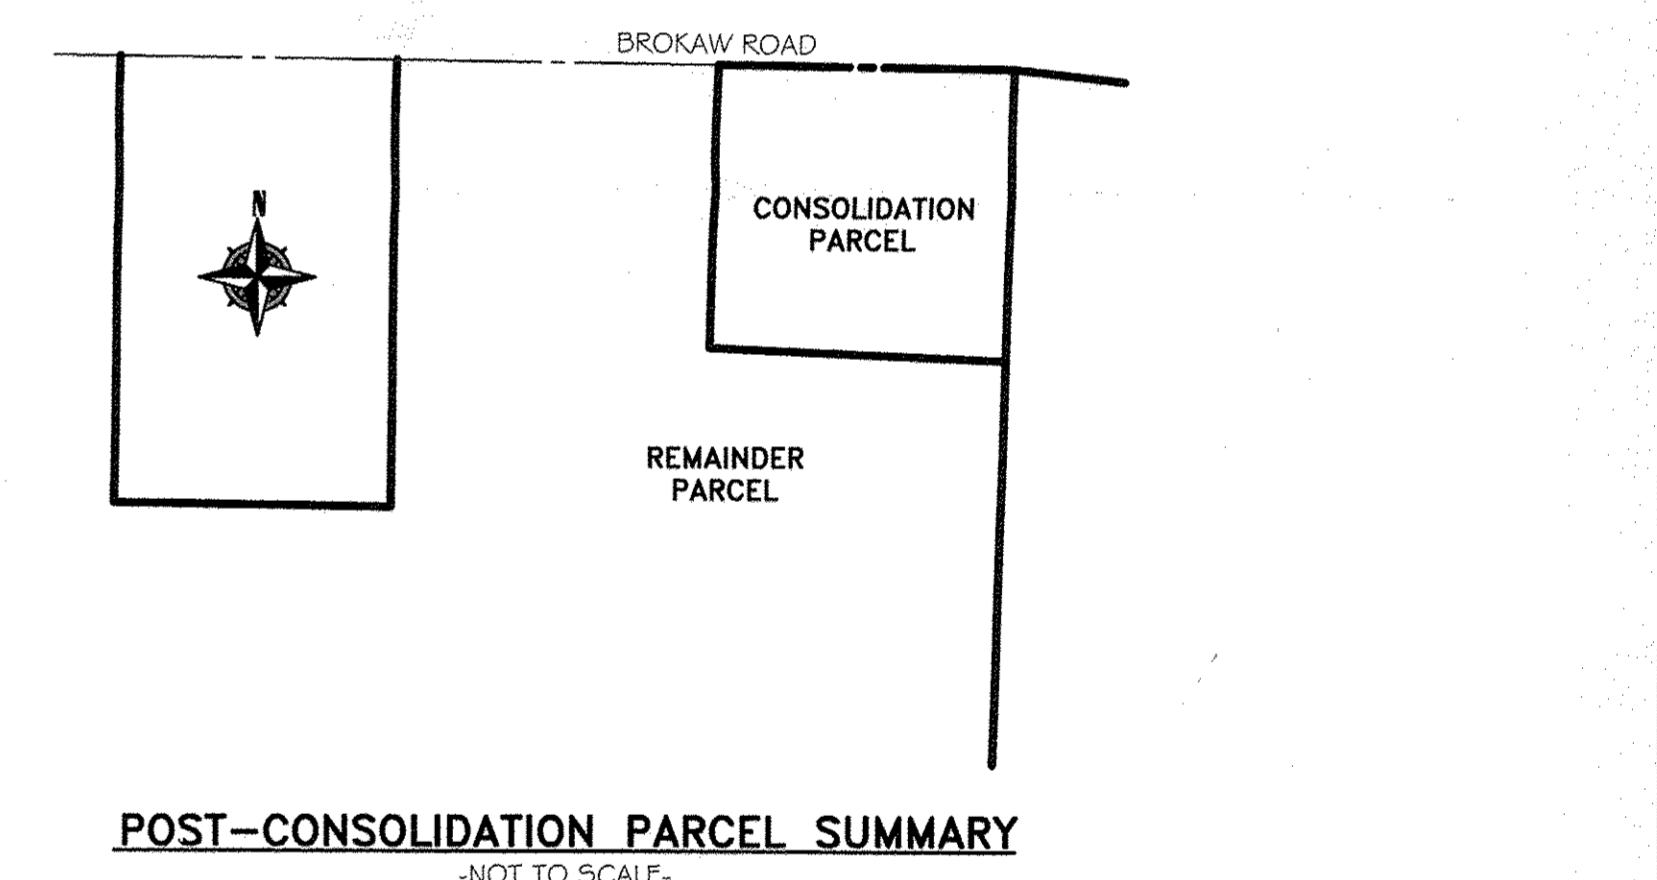 BROKAW ROAD
N
CONSOLIDATION
PARCEL
REMAINDER
PARCEL
POST-CONSOLIDATION PARCEL SUMMARY
-NOT TO SCALE-